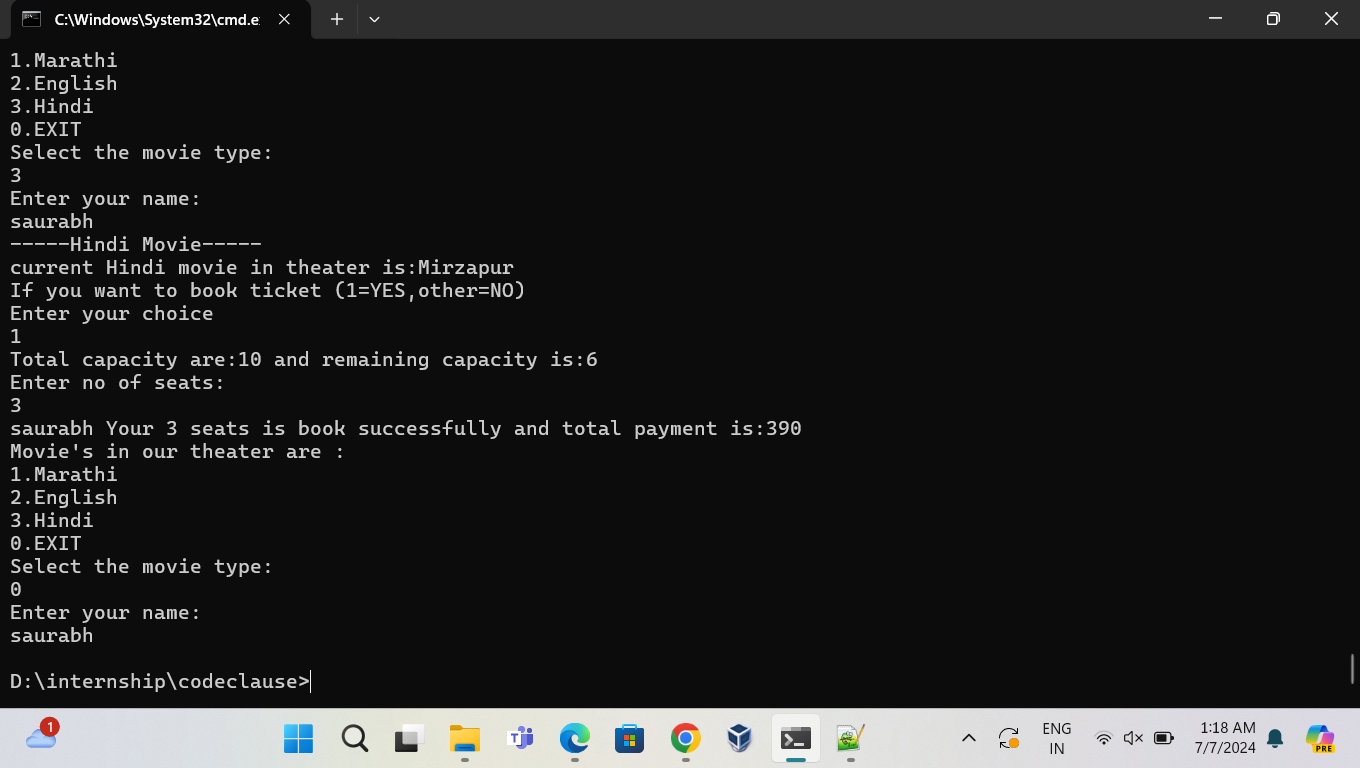 C:\Windows\System32\cmd.e
1.Marathi
2.English
3.Hindi
0.EXIT
Select the movie type:
3
Enter your name:
saurabh
-----Hindi Movie-----
current Hindi movie in theater is:Mirzapur
If you want to book ticket (1=YES,other=NO)
Enter your choice
1
Total capacity are:10 and remaining capacity is:6
Enter no of seats:
3
saurabh Your 3 seats is book successfully and total payment is:390
Movie's in our theater are :
1.Marathi
2.English
3.Hindi
0.EXIT
Select the movie type:
0
Enter your name:
saurabh
D:\internship\codeclause>
1
ENG
IN
1:18 AM
7/7/2024
PRE